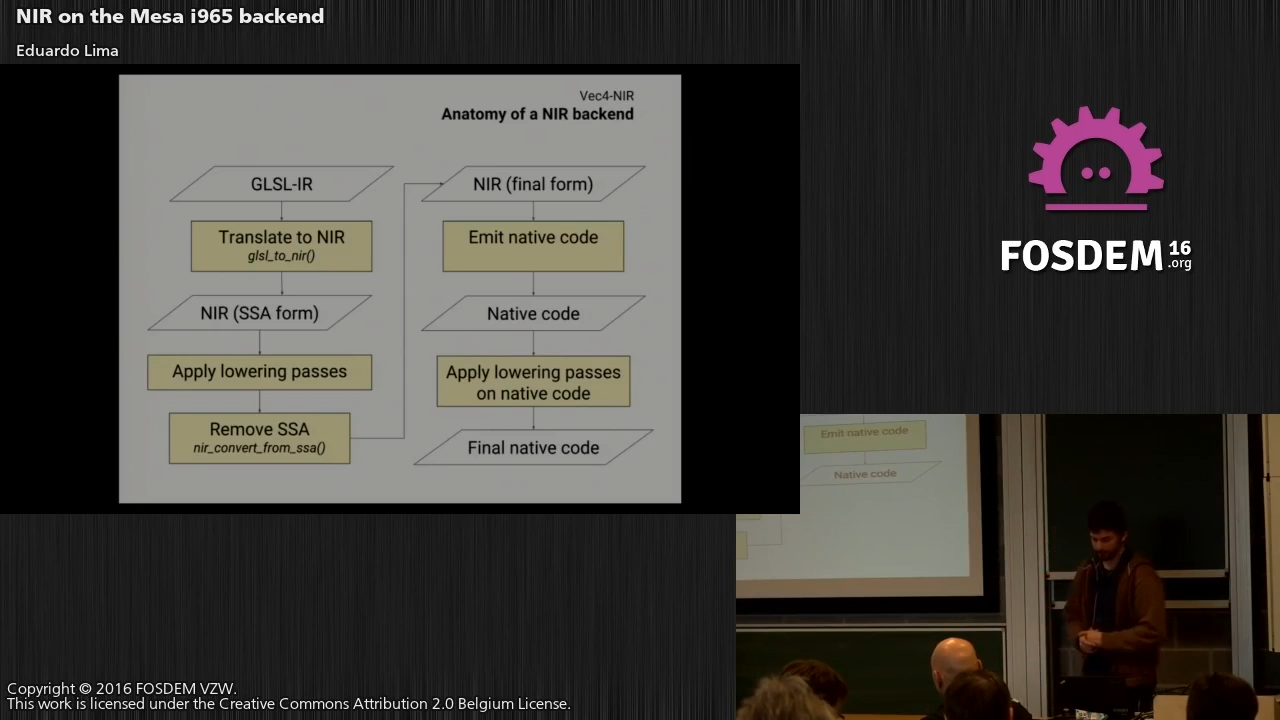 NIR on the Mesa i965 backend
Eduardo Lima
Vec4-NIR
Anatomy of a NIR backend
GLSL-IR
Translate to NIR
glsl_to_nir()
NIR (SSA form)
Apply lowering passes
Remove SSA
nir_convert_from_ssa()
NIR (final form)
Emit native code
Native code
Apply lowering passes
on native code
Final native code
FOSDEM 16
.org
Emit native code
Native code
Copyright © 2016 FOSDEM VZW.
This work is licensed under the Creative Commons Attribution 2.0 Belgium License.